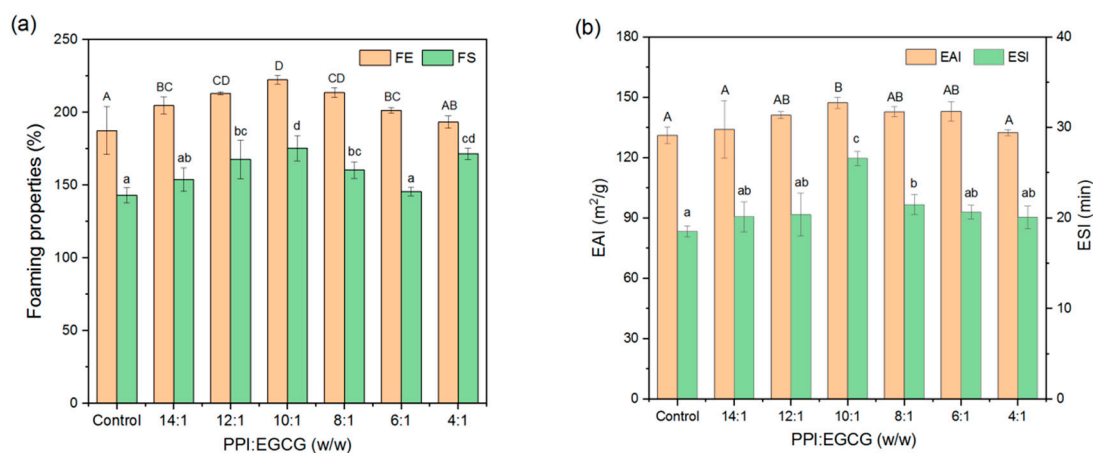 (a)
250
200
150
100
50
0
Foaming properties (%)
FE FS
A BC CD D CD BC AB
a ab bc d bc a cd
Control 14:1 12:1 10:1 8:1 6:1 4:1
PPI:EGCG (w/w)
(b)
180
150
120
90
60
30
0
EAI (m²/g)
EAI ESI
A A AB B AB AB A
a ab ab c b ab ab
40
30
20
10
0
ESI (min)
Control 14:1 12:1 10:1 8:1 6:1 4:1
PPI:EGCG (w/w)